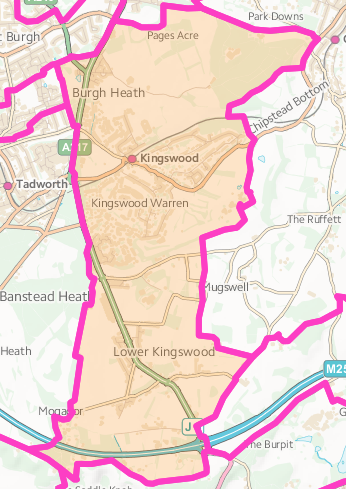 Park Downs
t Burgh
Pages Acre
Burgh Heath
Chipstead Bottom
A217
Kingswood
Tadworth
Kingswood Warren
The Ruffett
Mugswell
Banstead Heath
Heath
Lower Kingswood
M25
Mogador
J
The Burpit